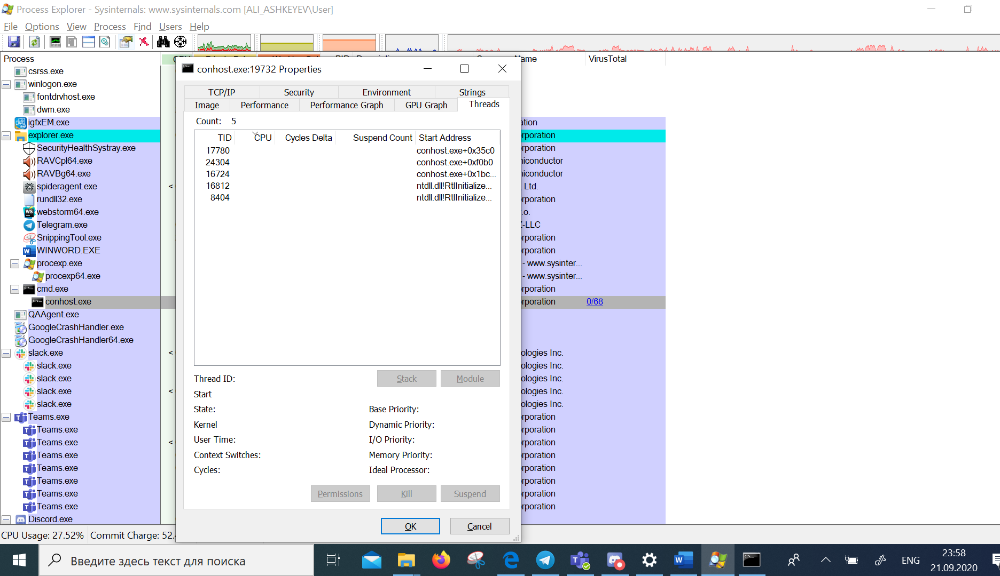 Process Explorer - Sysinternals: www.sysinternals.com [ALI_ASHKEYEV\User]
File Options View Process Find Users Help
Process
VirusTotal
csrss.exe
winlogon.exe
fontdrvhost.exe
dwm.exe
igfxEM.exe
explorer.exe
SecurityHealthSystray.exe
RAVCpl64.exe
RAVBg64.exe
spideragent.exe
rundll32.exe
webstorm64.exe
Telegram.exe
SnippingTool.exe
WINWORD.EXE
procexp.exe
procexp64.exe
cmd.exe
conhost.exe
QAAgent.exe
GoogleCrashHandler.exe
GoogleCrashHandler64.exe
slack.exe
slack.exe
slack.exe
slack.exe
slack.exe
Teams.exe
Teams.exe
Teams.exe
Teams.exe
Teams.exe
Teams.exe
Teams.exe
Teams.exe
Discord.exe
conhost.exe:19732 Properties
TCP/IP Security Environment Strings
Image Performance Performance Graph GPU Graph Threads
Count: 5
TID CPU Cycles Delta Suspend Count Start Address
17780 conhost.exe+0x35c0
24304 conhost.exe+0xf0b0
16724 conhost.exe+0x1bc...
16812 ntdll.dll!RtlInitialize...
8404 ntdll.dll!RtlInitialize...
Thread ID:
Stack Module
Start
State: Base Priority:
Kernel Dynamic Priority:
User Time: I/O Priority:
Context Switches: Memory Priority:
Cycles: Ideal Processor:
Permissions Kill Suspend
OK Cancel
ame
ation
rporation
rporation
niconductor
niconductor
, Ltd.
rporation
.o.
Z-LLC
rporation
rporation
- www.sysinter...
- www.sysinter...
rporation
rporation 0/68
ologies Inc.
ologies Inc.
ologies Inc.
ologies Inc.
ologies Inc.
rporation
rporation
rporation
rporation
rporation
rporation
rporation
rporation
CPU Usage: 27.52% Commit Charge: 52.
Введите здесь текст для поиска
ENG
23:58
21.09.2020